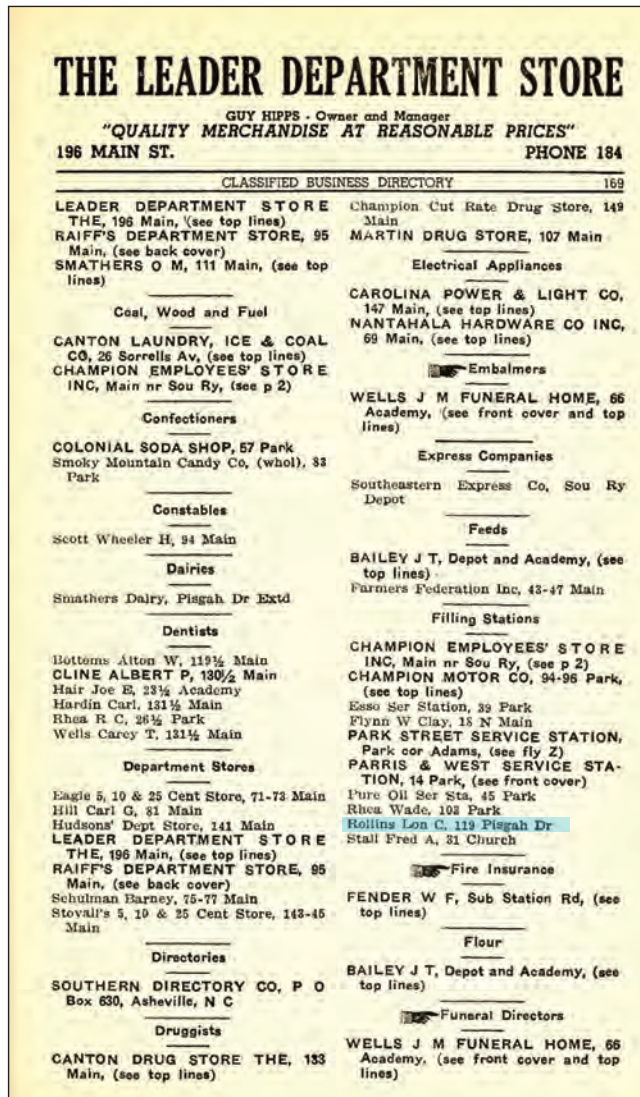 THE LEADER DEPARTMENT STORE
GUY HIPPS - Owner and Manager
"QUALITY MERCHANDISE AT REASONABLE PRICES"
196 MAIN ST. PHONE 184
CLASSIFIED BUSINESS DIRECTORY 169
LEADER DEPARTMENT STORE
THE, 196 Main, (see top lines)
RAIFF'S DEPARTMENT STORE, 95
Main, (see back cover)
SMATHERS O M, 111 Main, (see top
lines)
Coal, Wood and Fuel
CANTON LAUNDRY, ICE & COAL
CO, 26 Sorrells Av, (see top lines)
CHAMPION EMPLOYEES' STORE
INC, Main nr Sou Ry, (see p 2)
Confectioners
COLONIAL SODA SHOP, 57 Park
Smoky Mountain Candy Co, (whol), 83
Park
Constables
Scott Wheeler H, 94 Main
Dairies
Smathers Dairy, Pisgah Dr Extd
Dentists
Bottoms Alton W, 119½ Main
CLINE ALBERT P, 130½ Main
Hair Joe E, 23½ Academy
Hardin Carl, 131½ Main
Rhea R C, 26½ Park
Wells Carey T, 131½ Main
Department Stores
Eagle 5, 10 & 25 Cent Store, 71-73 Main
Hill Carl G, 81 Main
Hudsons' Dept Store, 141 Main
LEADER DEPARTMENT STORE
THE, 196 Main, (see top lines)
RAIFF'S DEPARTMENT STORE, 95
Main, (see back cover)
Schulman Barney, 75-77 Main
Stovall's 5, 10 & 25 Cent Store, 143-45
Main
Directories
SOUTHERN DIRECTORY CO, P O
Box 630, Asheville, N C
Druggists
CANTON DRUG STORE THE, 133
Main, (see top lines)
Champion Cut Rate Drug Store, 149
Main
MARTIN DRUG STORE, 107 Main
Electrical Appliances
CAROLINA POWER & LIGHT CO,
147 Main, (see top lines)
NANTAHALA HARDWARE CO INC,
69 Main, (see top lines)
Embalmers
WELLS J M FUNERAL HOME, 66
Academy, (see front cover and top
lines)
Express Companies
Southeastern Express Co, Sou Ry
Depot
Feeds
BAILEY J T, Depot and Academy, (see
top lines)
Farmers Federation Inc, 43-47 Main
Filling Stations
CHAMPION EMPLOYEES' STORE
INC, Main nr Sou Ry, (see p 2)
CHAMPION MOTOR CO, 94-96 Park,
(see top lines)
Esso Ser Station, 39 Park
Flynn W Clay, 18 N Main
PARK STREET SERVICE STATION,
Park cor Adams, (see fly Z)
PARRIS & WEST SERVICE STA-
TION, 14 Park, (see front cover)
Pure Oil Ser Sta, 45 Park
Rhea Wade, 103 Park
Rollins Lon C, 119 Pisgah Dr
Stall Fred A, 31 Church
Fire Insurance
FENDER W F, Sub Station Rd, (see
top lines)
Flour
BAILEY J T, Depot and Academy, (see
top lines)
Funeral Directors
WELLS J M FUNERAL HOME, 66
Academy, (see front cover and top
lines)